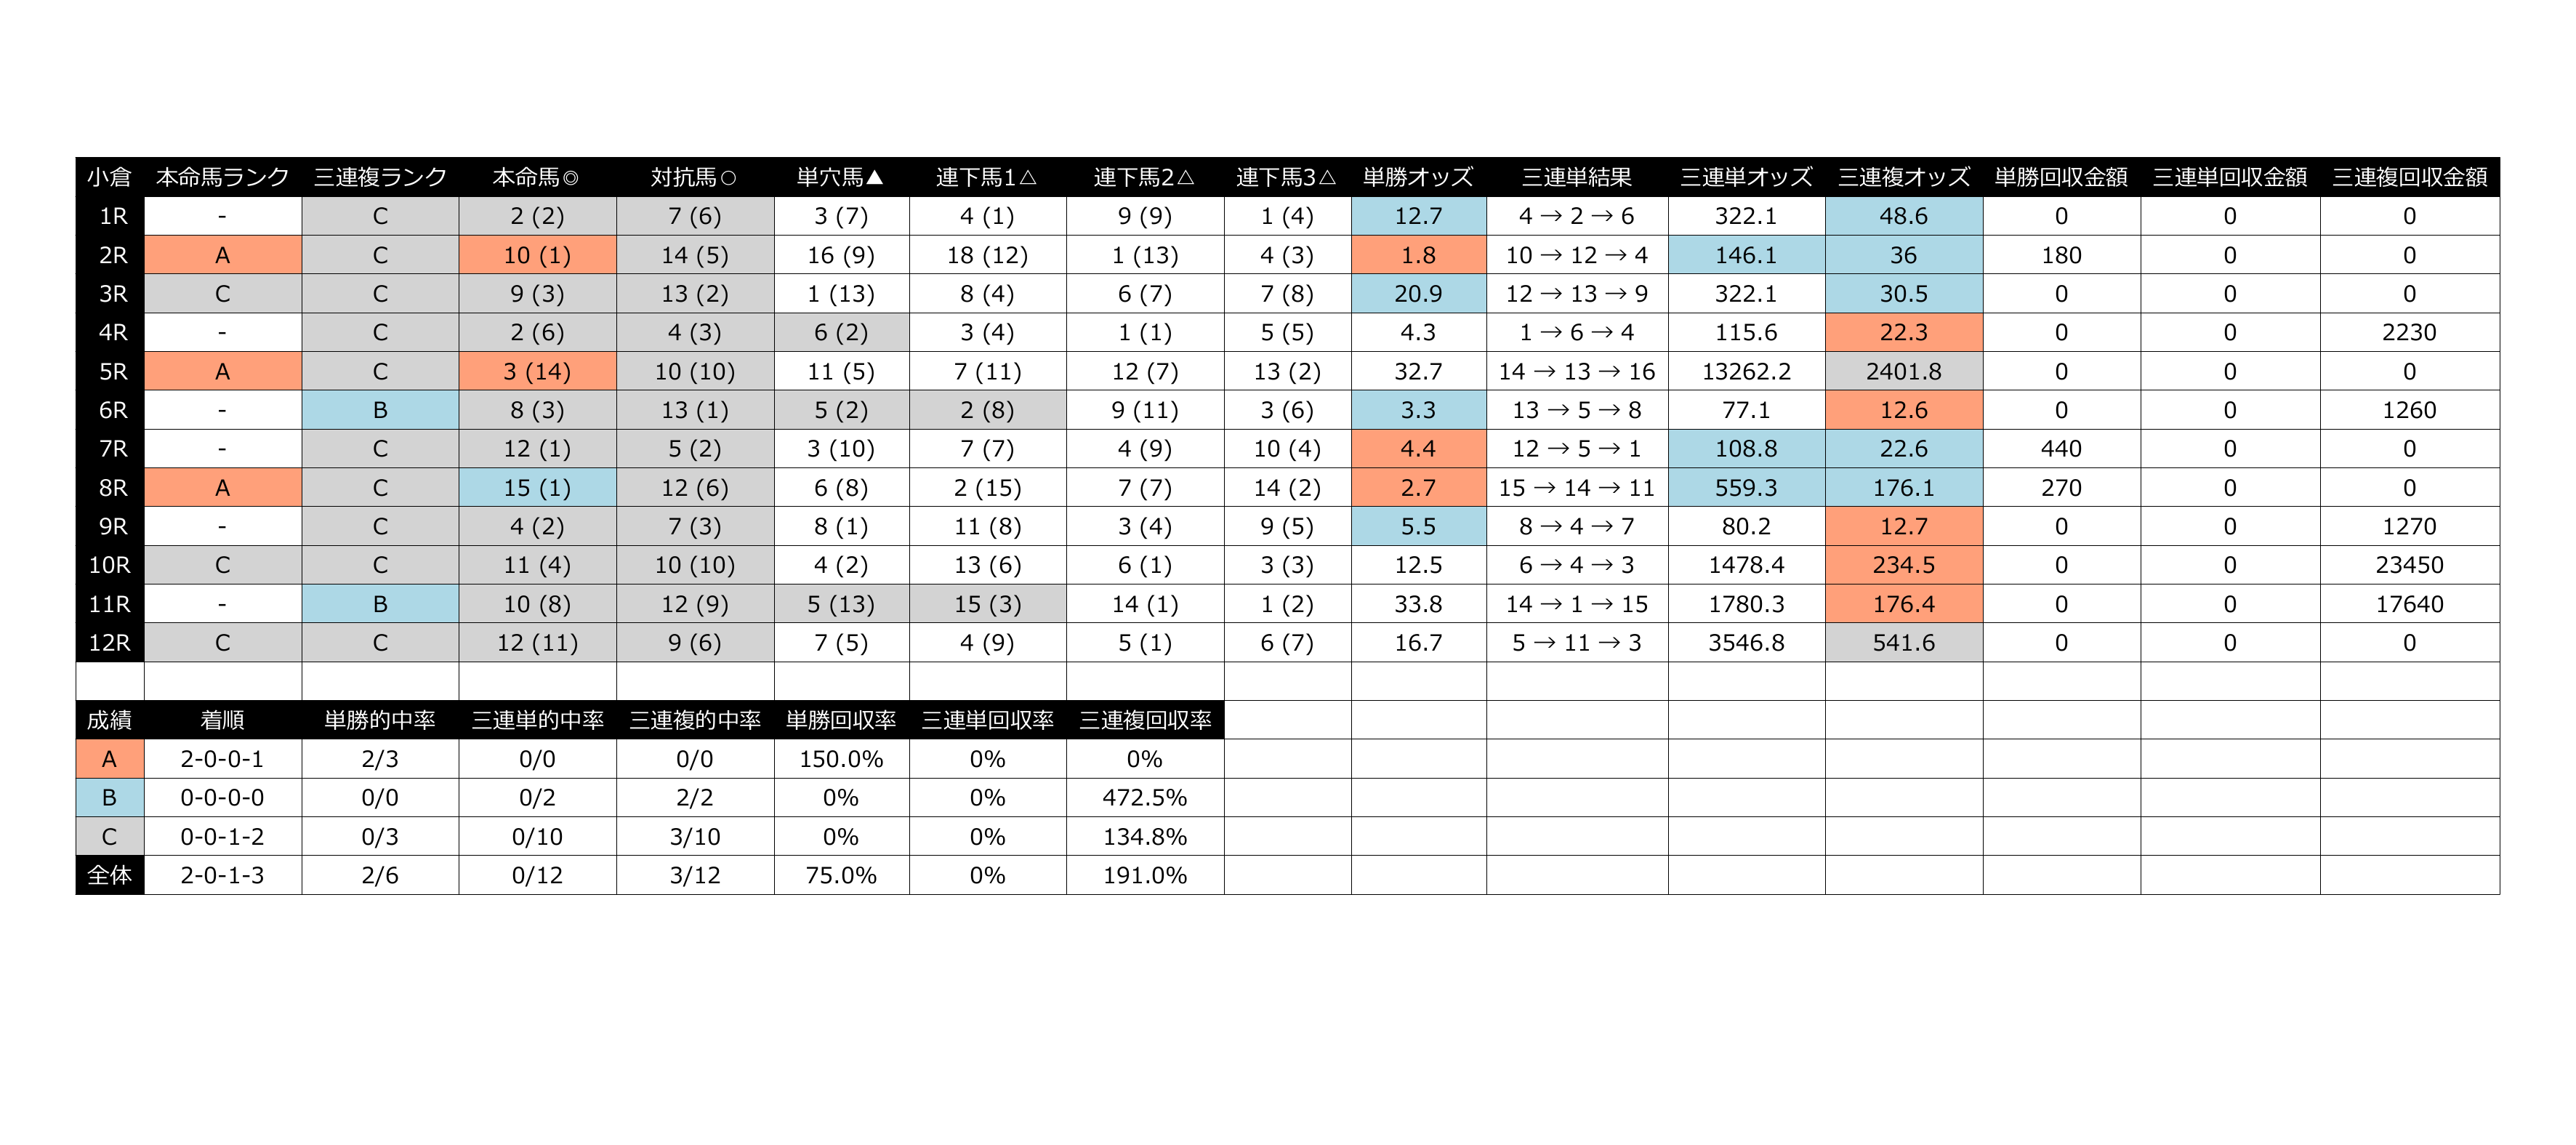 小倉 本命馬ランク 三連複ランク 本命馬◎ 対抗馬○ 単穴馬▲ 連下馬1△ 連下馬2△ 連下馬3△ 単勝オッズ 三連単結果 三連単オッズ 三連複オッズ 単勝回収金額 三連単回収金額 三連複回収金額
1R - C 2 (2) 7 (6) 3 (7) 4 (1) 9 (9) 1 (4) 12.7 4 → 2 → 6 322.1 48.6 0 0 0
2R A C 10 (1) 14 (5) 16 (9) 18 (12) 1 (13) 4 (3) 1.8 10 → 12 → 4 146.1 36 180 0 0
3R C C 9 (3) 13 (2) 1 (13) 8 (4) 6 (7) 7 (8) 20.9 12 → 13 → 9 322.1 30.5 0 0 0
4R - C 2 (6) 4 (3) 6 (2) 3 (4) 1 (1) 5 (5) 4.3 1 → 6 → 4 115.6 22.3 0 0 2230
5R A C 3 (14) 10 (10) 11 (5) 7 (11) 12 (7) 13 (2) 32.7 14 → 13 → 16 13262.2 2401.8 0 0 0
6R - B 8 (3) 13 (1) 5 (2) 2 (8) 9 (11) 3 (6) 3.3 13 → 5 → 8 77.1 12.6 0 0 1260
7R - C 12 (1) 5 (2) 3 (10) 7 (7) 4 (9) 10 (4) 4.4 12 → 5 → 1 108.8 22.6 440 0 0
8R A C 15 (1) 12 (6) 6 (8) 2 (15) 7 (7) 14 (2) 2.7 15 → 14 → 11 559.3 176.1 270 0 0
9R - C 4 (2) 7 (3) 8 (1) 11 (8) 3 (4) 9 (5) 5.5 8 → 4 → 7 80.2 12.7 0 0 1270
10R C C 11 (4) 10 (10) 4 (2) 13 (6) 6 (1) 3 (3) 12.5 6 → 4 → 3 1478.4 234.5 0 0 23450
11R - B 10 (8) 12 (9) 5 (13) 15 (3) 14 (1) 1 (2) 33.8 14 → 1 → 15 1780.3 176.4 0 0 17640
12R C C 12 (11) 9 (6) 7 (5) 4 (9) 5 (1) 6 (7) 16.7 5 → 11 → 3 3546.8 541.6 0 0 0
成績 着順 単勝的中率 三連単的中率 三連複的中率 単勝回収率 三連単回収率 三連複回収率
A 2-0-0-1 2/3 0/0 0/0 150.0% 0% 0%
B 0-0-0-0 0/0 0/2 2/2 0% 0% 472.5%
C 0-0-1-2 0/3 0/10 3/10 0% 0% 134.8%
全体 2-0-1-3 2/6 0/12 3/12 75.0% 0% 191.0%